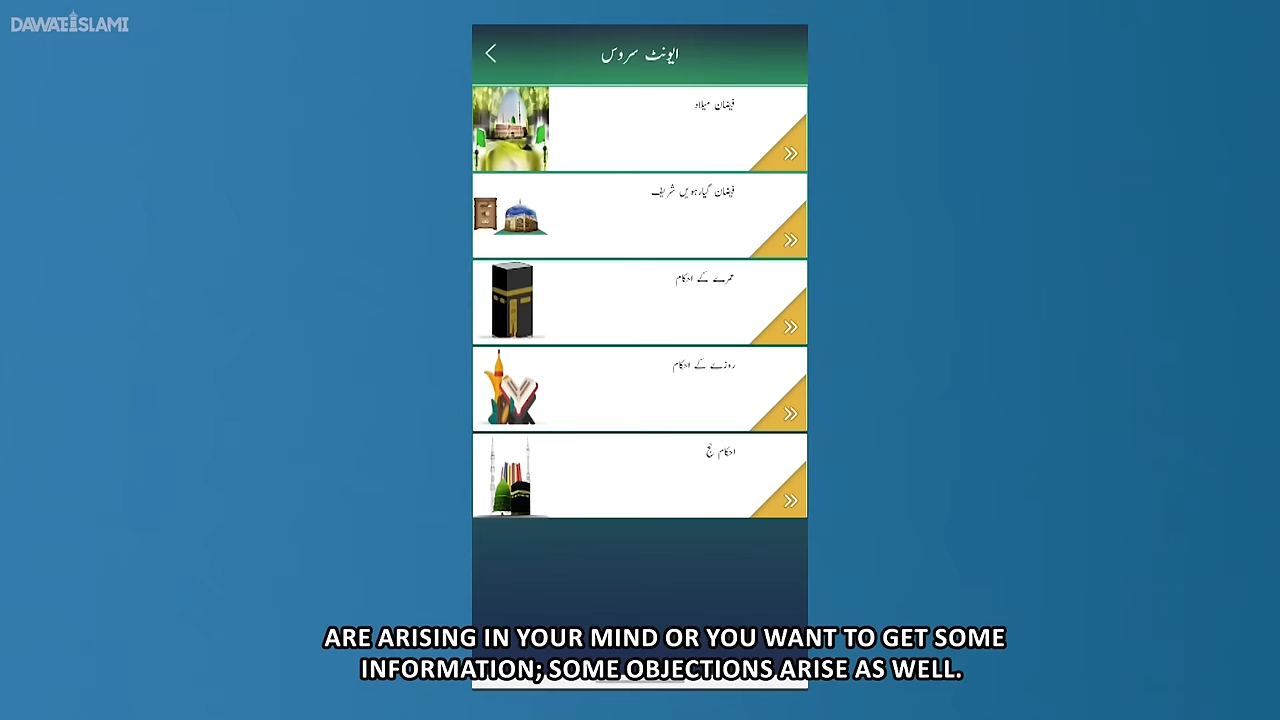 DAWATEISLAMI
ایونٹ سروس
فیضان میلاد
فیضان گیارہویں شریف
عمرے کے احکام
روزے کے احکام
احکام حج
ARE ARISING IN YOUR MIND OR YOU WANT TO GET SOME
INFORMATION; SOME OBJECTIONS ARISE AS WELL.